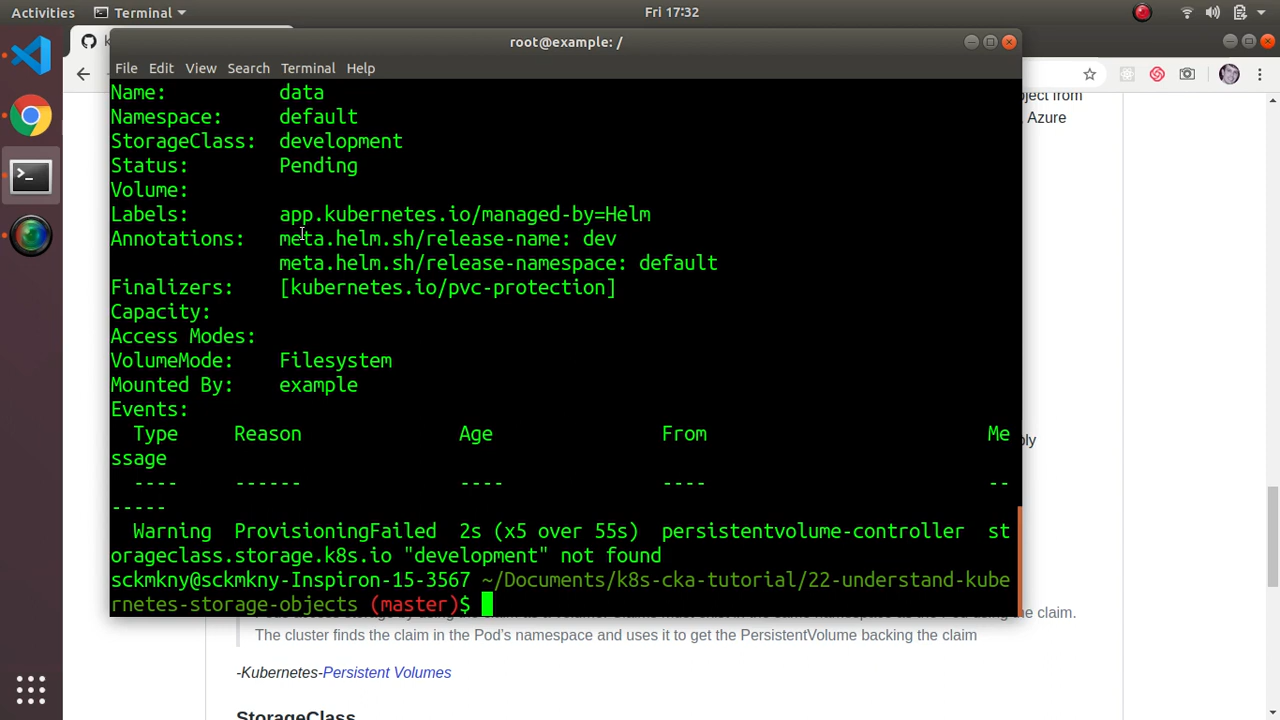 Activities Terminal Fri 17:32
root@example: /
File Edit View Search Terminal Help
Name: data
Namespace: default
StorageClass: development
Status: Pending
Volume:
Labels: app.kubernetes.io/managed-by=Helm
Annotations: meta.helm.sh/release-name: dev
meta.helm.sh/release-namespace: default
Finalizers: [kubernetes.io/pvc-protection]
Capacity:
Access Modes:
VolumeMode: Filesystem
Mounted By: example
Events:
Type Reason Age From Me
ssage
---- ------ ---- ---- --
-----
Warning ProvisioningFailed 2s (x5 over 55s) persistentvolume-controller st
orageclass.storage.k8s.io "development" not found
sckmkny@sckmkny-Inspiron-15-3567 ~/Documents/k8s-cka-tutorial/22-understand-kube
rnetes-storage-objects (master)$
ject from
Azure
ply
claim.
The cluster finds the claim in the Pod's namespace and uses it to get the PersistentVolume backing the claim
-Kubernetes-Persistent Volumes
StorageClass